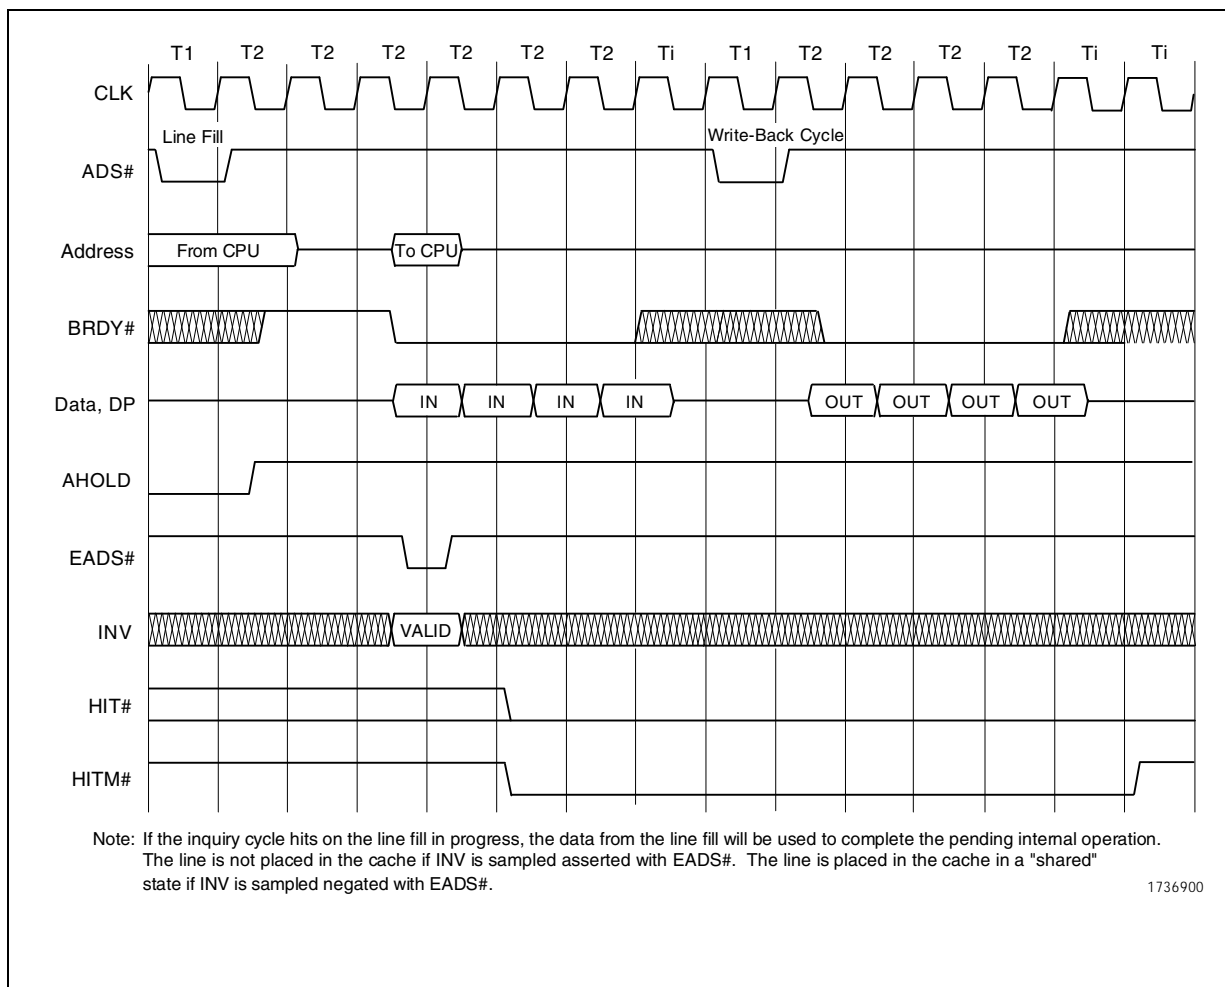 T1 T2 T2 T2 T2 T2 T2 Ti T1 T2 T2 T2 T2 Ti Ti
CLK
Line Fill Write-Back Cycle
ADS#
Address From CPU To CPU
BRDY#
Data, DP IN IN IN IN OUT OUT OUT OUT
AHOLD
EADS#
INV VALID
HIT#
HITM#
Note: If the inquiry cycle hits on the line fill in progress, the data from the line fill will be used to complete the pending internal operation.
The line is not placed in the cache if INV is sampled asserted with EADS#. The line is placed in the cache in a "shared"
state if INV is sampled negated with EADS#.
1736900